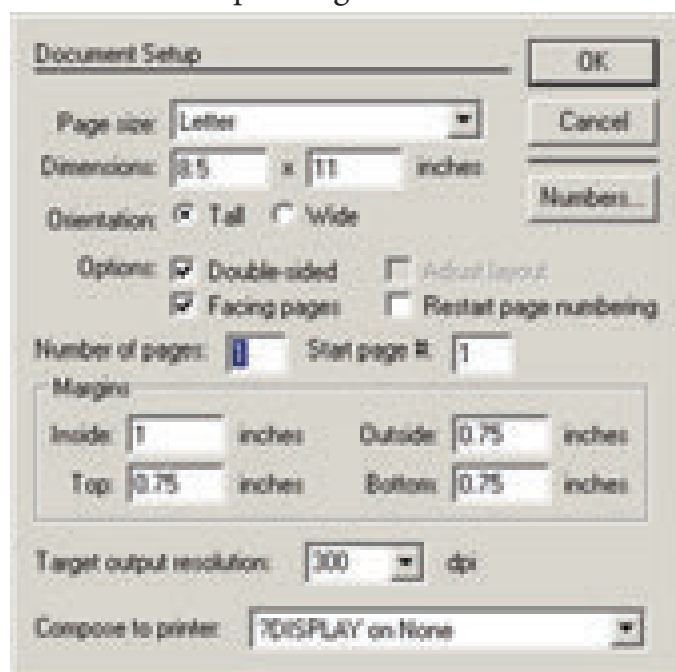 Document Setup
OK
Page size: Letter
Cancel
Dimensions: 8.5 x 11 inches
Numbers...
Orientation: Tall Wide
Options: Double-sided Adjust layout
Facing pages Restart page numbering
Number of pages: 1 Start page #: 1
Margins
Inside: 1 inches Outside: 0.75 inches
Top: 0.75 inches Bottom: 0.75 inches
Target output resolution: 300 dpi
Compose to printer: ?DISPLAY on None